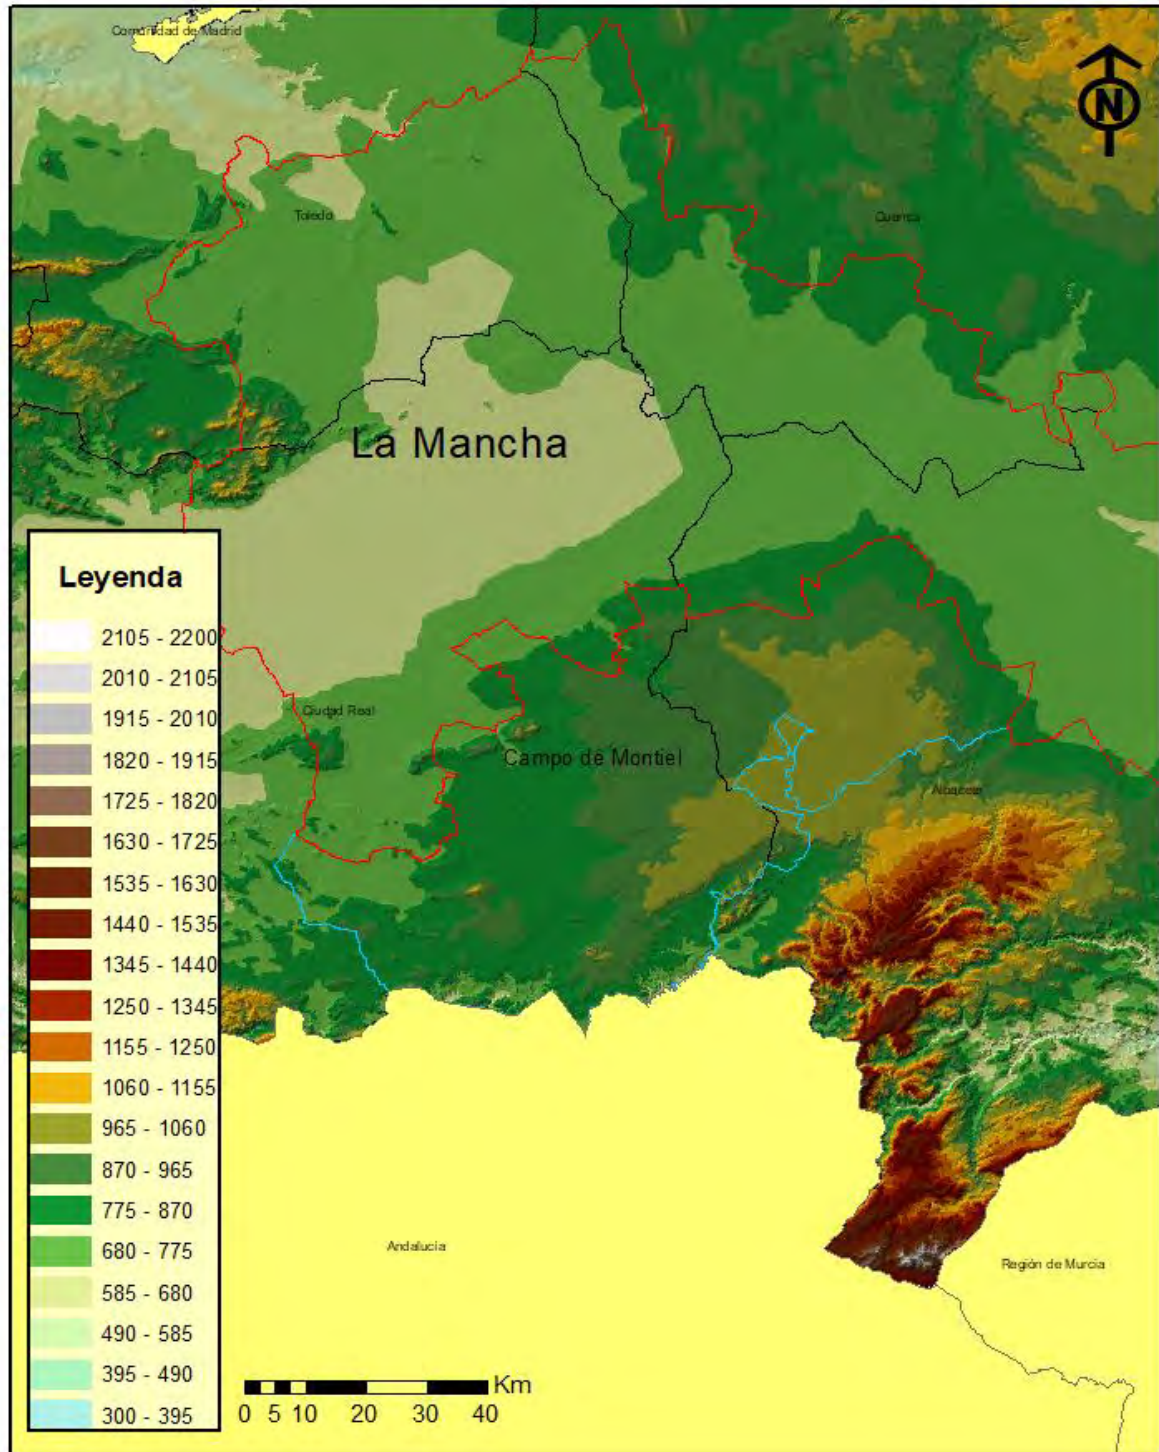 Comunidad de Madrid
N
Toledo
Cuenca
La Mancha
Leyenda
2105 - 2200
2010 - 2105
1915 - 2010
1820 - 1915
1725 - 1820
1630 - 1725
1535 - 1630
1440 - 1535
1345 - 1440
1250 - 1345
1155 - 1250
1060 - 1155
965 - 1060
870 - 965
775 - 870
680 - 775
585 - 680
490 - 585
395 - 490
300 - 395
Ciudad Real
Campo de Montiel
Albacete
Andalucía
Región de Murcia
Km
0 5 10 20 30 40